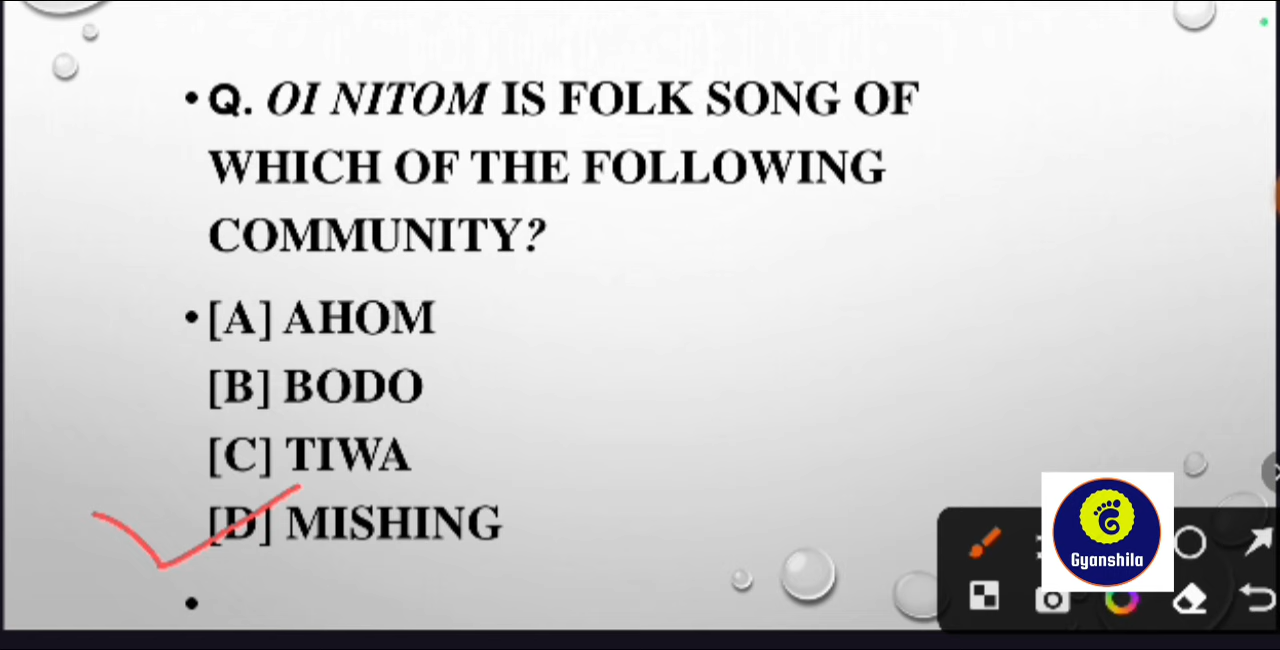 • Q. OI NITOM IS FOLK SONG OF
WHICH OF THE FOLLOWING
COMMUNITY?
• [A] AHOM
[B] BODO
[C] TIWA
[D] MISHING
•
Gyanshila